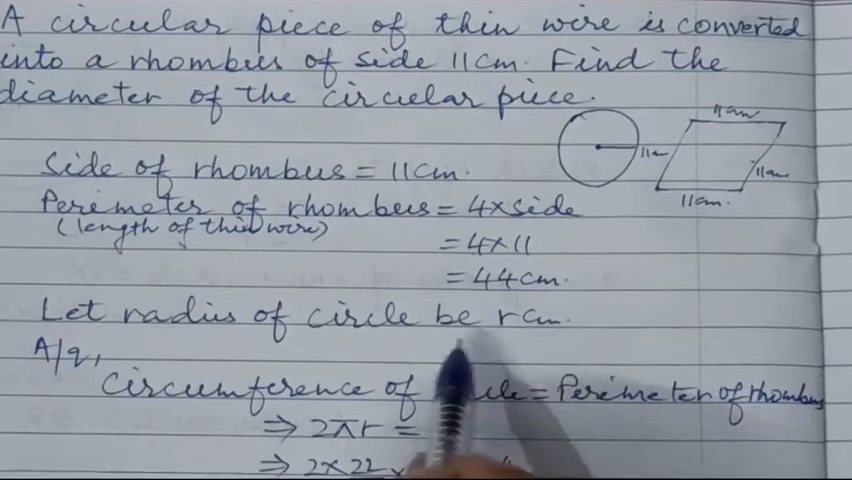 A circular piece of thin wire is converted
into a rhombus of side 11cm. Find the
diameter of the circular piece.
11cm
11cm
11cm
11cm.
Side of rhombus = 11cm.
Perimeter of rhombus = 4×side
(length of thin wire)
= 4×11
= 44cm.
Let radius of circle be r cm.
A/q,
Circumference of = Perimeter of rhombus
⇒ 2πr =
⇒ 2×22 ×